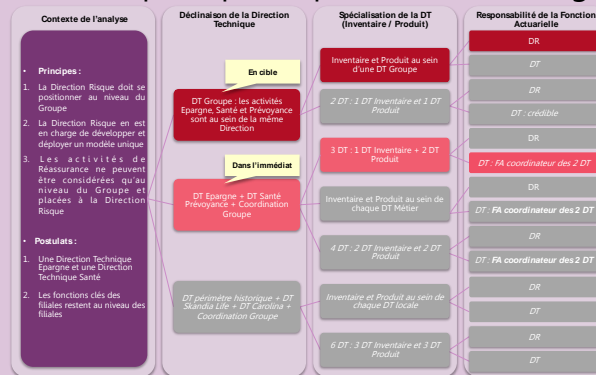 Contexte de l'analyse
Principes :
1. La Direction Risque doit se
positionner au niveau du
Groupe
2. La Direction Risque en est
en charge de développer et
déployer un modèle unique
3. Les activités de
Réassurance ne peuvent
être considérées qu'au
niveau du Groupe et
placées à la Direction
Risque
Postulats :
1. Une Direction Technique
Epargne et une Direction
Technique Santé
2. Les fonctions clés des
filiales restent au niveau des
filiales
Déclinaison de la Direction
Technique
En cible
DT Groupe : les activités
Epargne, Santé et Prévoyance
sont au sein de la même
Direction
Dans l'immédiat
DT Epargne + DT Santé
Prévoyance + Coordination
Groupe
DT périmètre historique + DT
Skandia Life + DT Carolina +
Coordination Groupe
Spécialisation de la DT
(Inventaire / Produit)
Inventaire et Produit au sein
d'une DT Groupe
2 DT : 1 DT Inventaire et 1 DT
Produit
3 DT : 1 DT Inventaire + 2 DT
Produit
Inventaire et Produit au sein de
chaque DT Métier
4 DT : 2 DT Inventaire et 2 DT
Produit
Inventaire et Produit au sein de
chaque DT locale
6 DT : 3 DT Inventaire et 3 DT
Produit
Responsabilité de la Fonction
Actuarielle
DR
DT
DR
DT : crédible
DR
DT : FA coordinateur des 2 DT
DR
DT : FA coordinateur des 2 DT
DR
DT : FA coordinateur des 2 DT
DR
DT
DR
DT